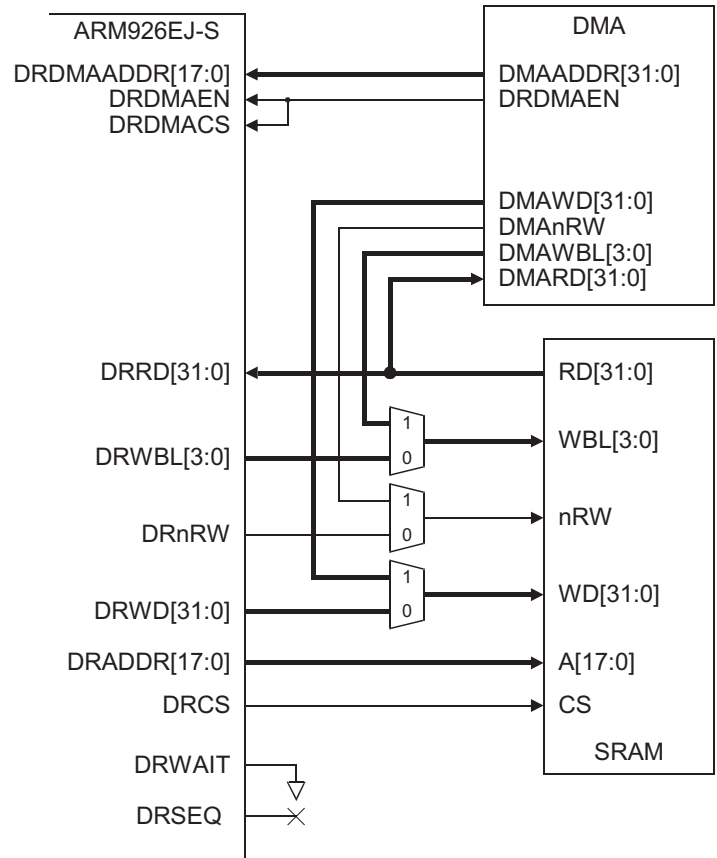 ARM926EJ-S
DMA
DRDMAADDR[17:0]
DMAADDR[31:0]
DRDMAEN
DRDMAEN
DRDMACS
DMAWD[31:0]
DMAnRW
DMAWBL[3:0]
DMARD[31:0]
DRRD[31:0]
RD[31:0]
1
WBL[3:0]
DRWBL[3:0]
0
1
nRW
DRnRW
0
1
WD[31:0]
DRWD[31:0]
0
DRADDR[17:0]
A[17:0]
DRCS
CS
SRAM
DRWAIT
DRSEQ